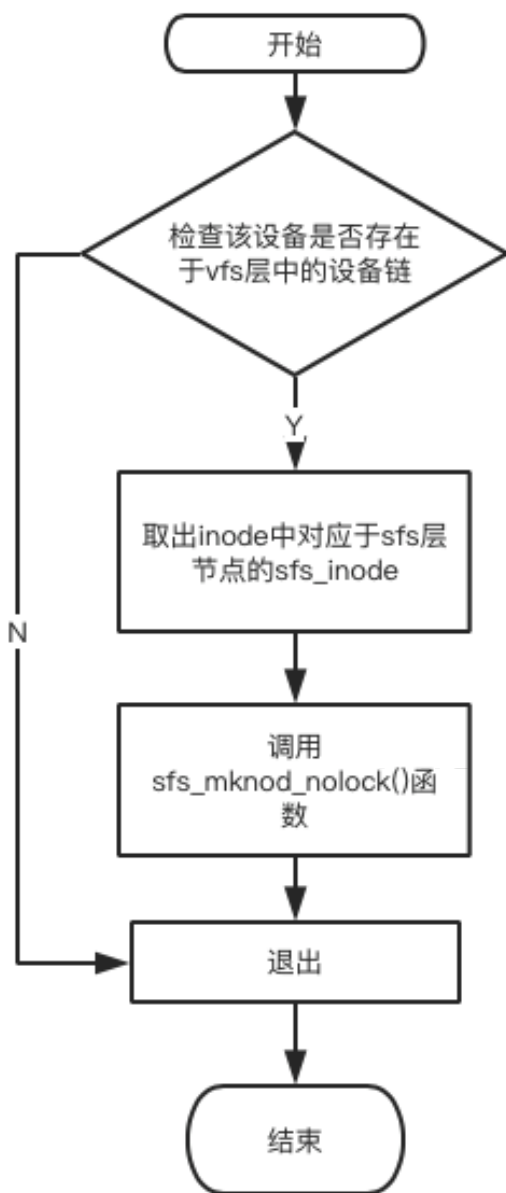 开始
检查该设备是否存在
于vfs层中的设备链
Y
取出inode中对应于sfs层
节点的sfs_inode
N
调用
sfs_mknod_nolock()函
数
退出
结束